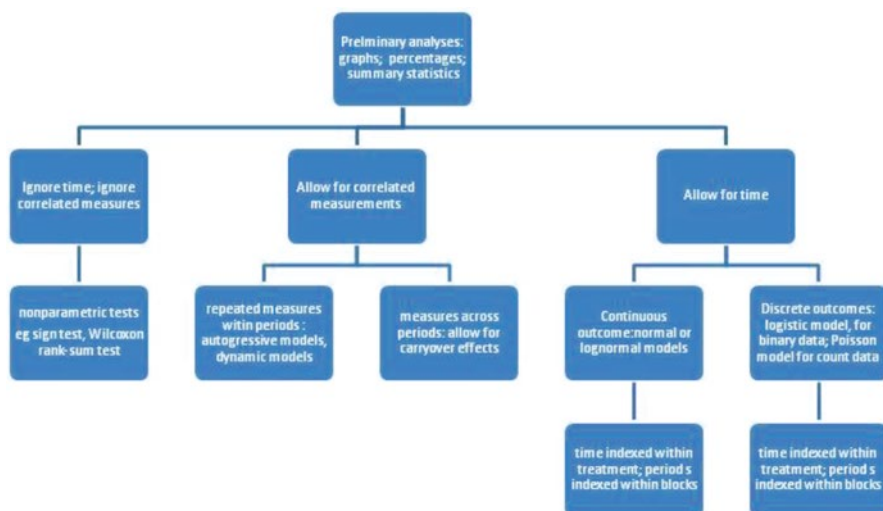 Prelminary analyses:
graphs; percentages;
summary statistics
Ignore time; ignore
correlated measures
Allow for correlated
measurements
Allow for time
nonparametric tests
eg sign test, Wilcoxon
rank-sum test
repeated measures
witin periods :
autogressive models,
dynamic models
measures across
periods: allow for
carryover effects
Continuous
outcome:normal or
lognormal models
Discrete outcomes:
logistic model, for
binary data; Poisson
model for count data
time indexed within
treatment; period s
indexed within blocks
time indexed within
treatment; period s
indexed within blocks